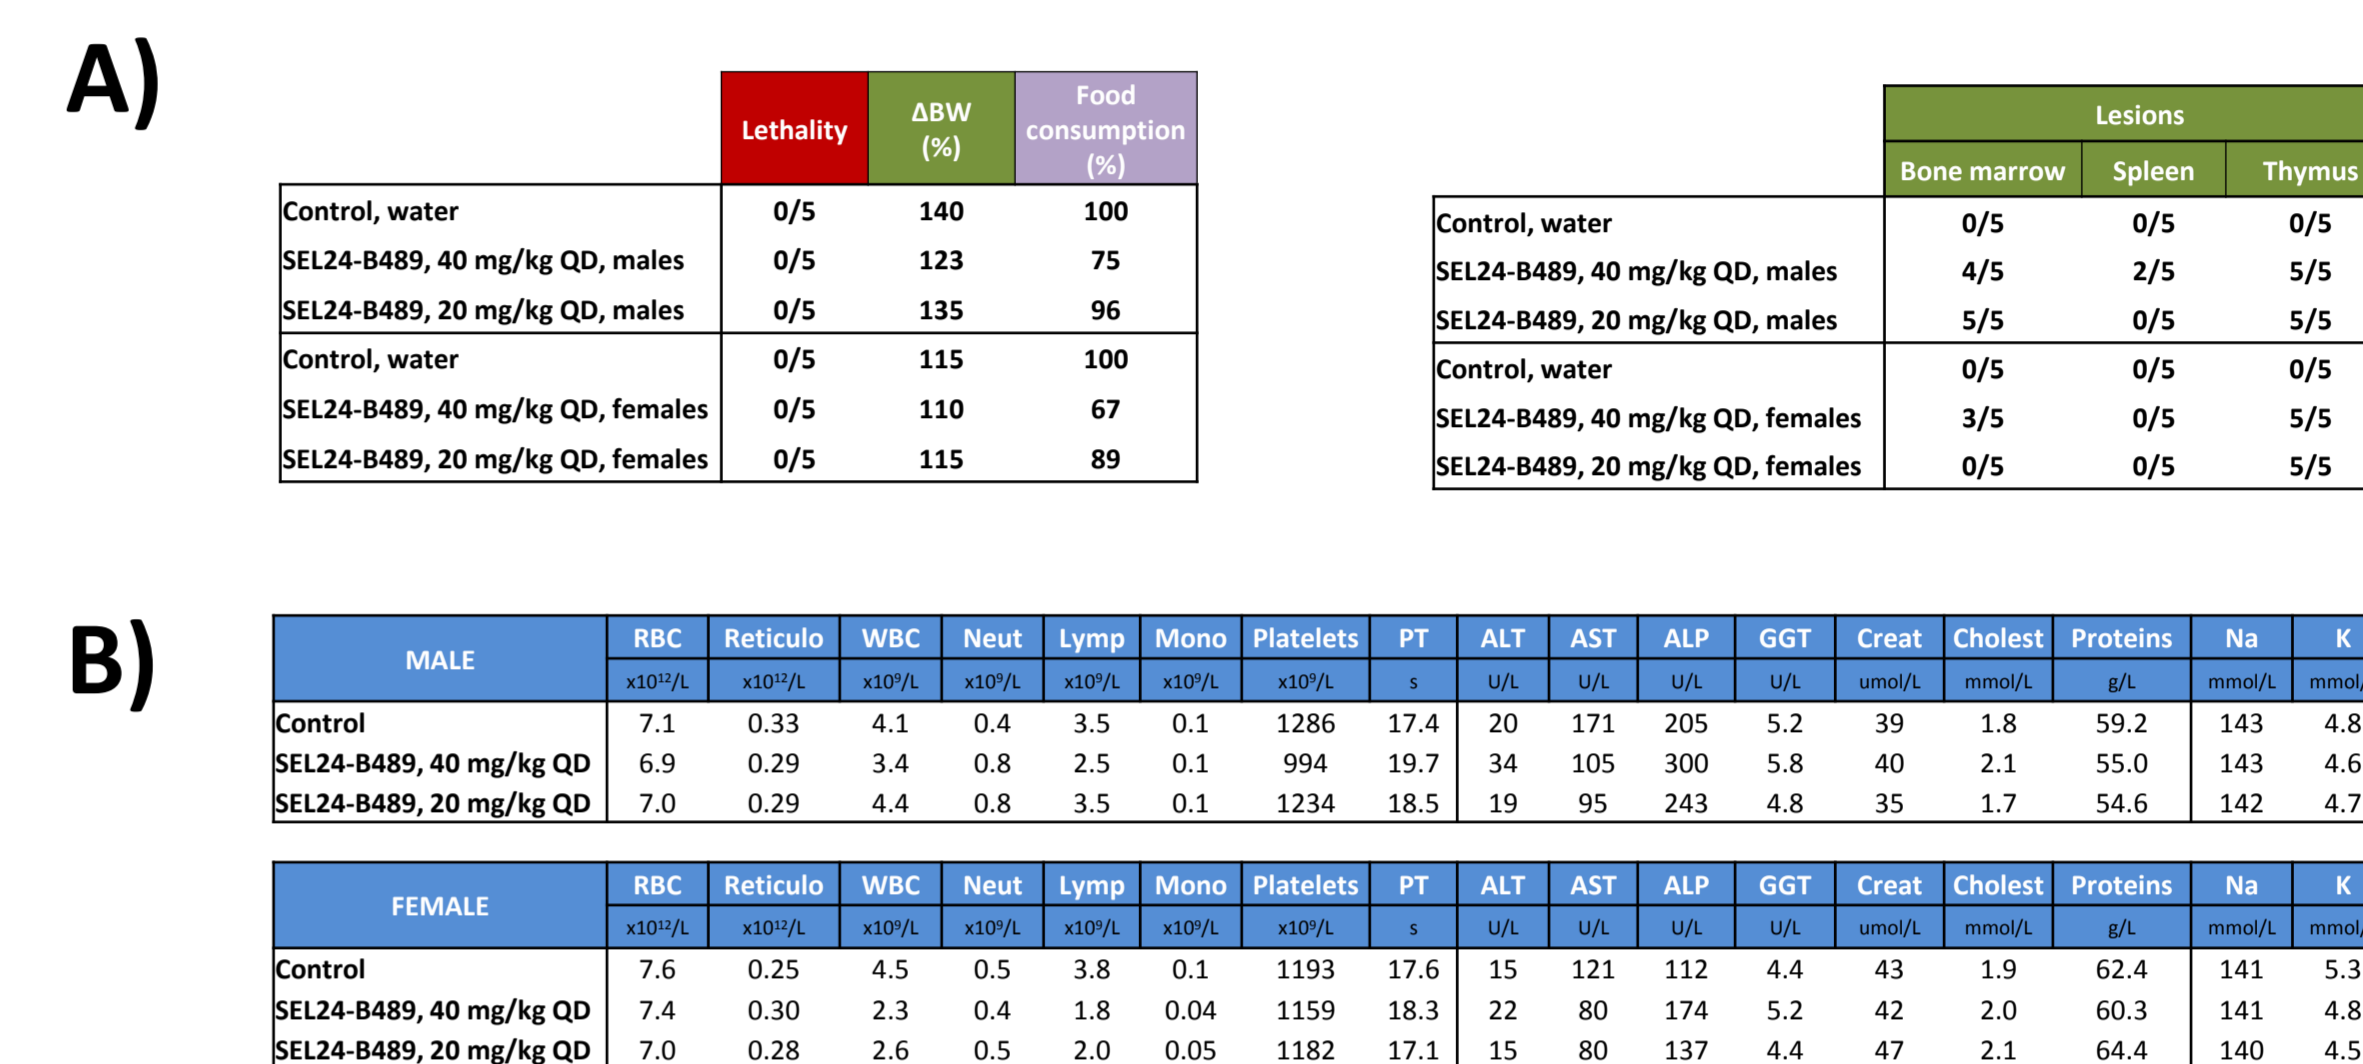 A)
Lethality ΔBW (%) Food consumption (%)
Control, water 0/5 140 100
SEL24-B489, 40 mg/kg QD, males 0/5 123 75
SEL24-B489, 20 mg/kg QD, males 0/5 135 96
Control, water 0/5 115 100
SEL24-B489, 40 mg/kg QD, females 0/5 110 67
SEL24-B489, 20 mg/kg QD, females 0/5 115 89
Lesions
Bone marrow Spleen Thymus
Control, water 0/5 0/5 0/5
SEL24-B489, 40 mg/kg QD, males 4/5 2/5 5/5
SEL24-B489, 20 mg/kg QD, males 5/5 0/5 5/5
Control, water 0/5 0/5 0/5
SEL24-B489, 40 mg/kg QD, females 3/5 0/5 5/5
SEL24-B489, 20 mg/kg QD, females 0/5 0/5 5/5
B)
MALE RBC Reticulo WBC Neut Lymp Mono Platelets PT ALT AST ALP GGT Creat Cholest Proteins Na K
x10¹²/L x10¹²/L x10⁹/L x10⁹/L x10⁹/L x10⁹/L x10⁹/L s U/L U/L U/L U/L umol/L mmol/L g/L mmol/L mmol/
Control 7.1 0.33 4.1 0.4 3.5 0.1 1286 17.4 20 171 205 5.2 39 1.8 59.2 143 4.8
SEL24-B489, 40 mg/kg QD 6.9 0.29 3.4 0.8 2.5 0.1 994 19.7 34 105 300 5.8 40 2.1 55.0 143 4.6
SEL24-B489, 20 mg/kg QD 7.0 0.29 4.4 0.8 3.5 0.1 1234 18.5 19 95 243 4.8 35 1.7 54.6 142 4.7
FEMALE RBC Reticulo WBC Neut Lymp Mono Platelets PT ALT AST ALP GGT Creat Cholest Proteins Na K
x10¹²/L x10¹²/L x10⁹/L x10⁹/L x10⁹/L x10⁹/L x10⁹/L s U/L U/L U/L U/L umol/L mmol/L g/L mmol/L mmol/
Control 7.6 0.25 4.5 0.5 3.8 0.1 1193 17.6 15 121 112 4.4 43 1.9 62.4 141 5.3
SEL24-B489, 40 mg/kg QD 7.4 0.30 2.3 0.4 1.8 0.04 1159 18.3 22 80 174 5.2 42 2.0 60.3 141 4.8
SEL24-B489, 20 mg/kg QD 7.0 0.28 2.6 0.5 2.0 0.05 1182 17.1 15 80 137 4.4 47 2.1 64.4 140 4.5